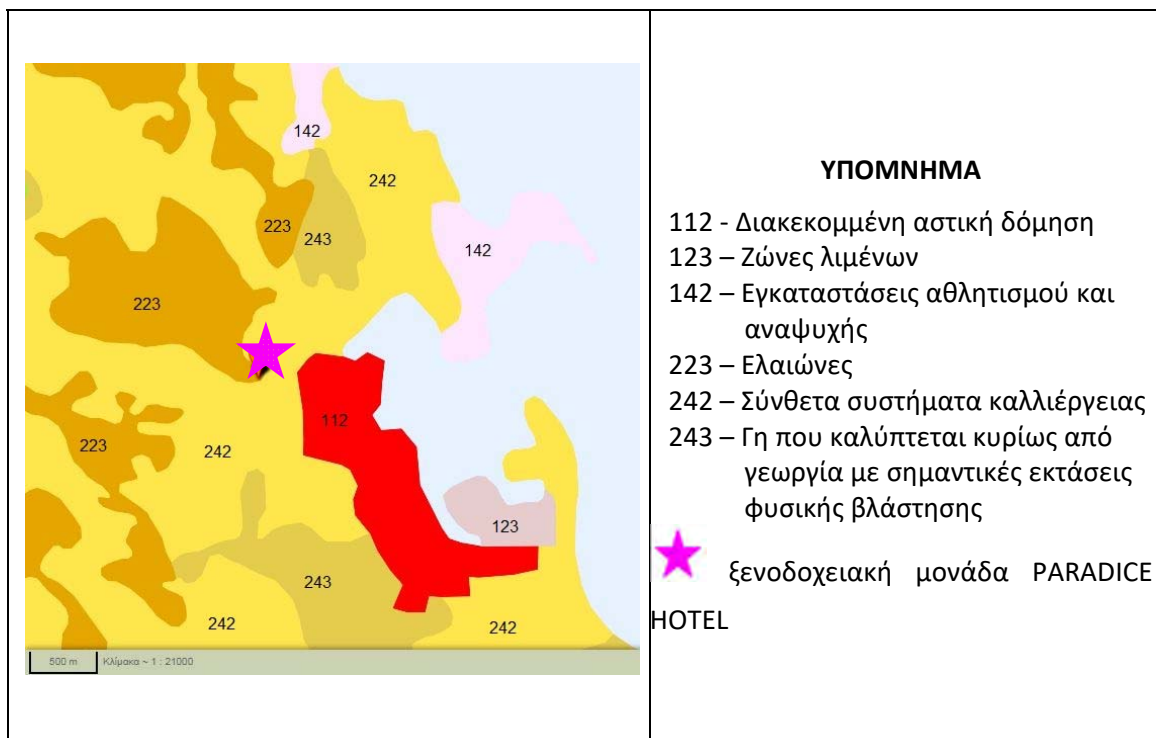 142
242
223
243
142
223
112
223
242
123
243
242
242
500 m Κλίμακα ~ 1 : 21000
ΥΠΟΜΝΗΜΑ
112 - Διακεκομμένη αστική δόμηση
123 – Ζώνες λιμένων
142 – Εγκαταστάσεις αθλητισμού και
αναψυχής
223 – Ελαιώνες
242 – Σύνθετα συστήματα καλλιέργειας
243 – Γη που καλύπτεται κυρίως από
γεωργία με σημαντικές εκτάσεις
φυσικής βλάστησης
ξενοδοχειακή μονάδα PARADICE
HOTEL